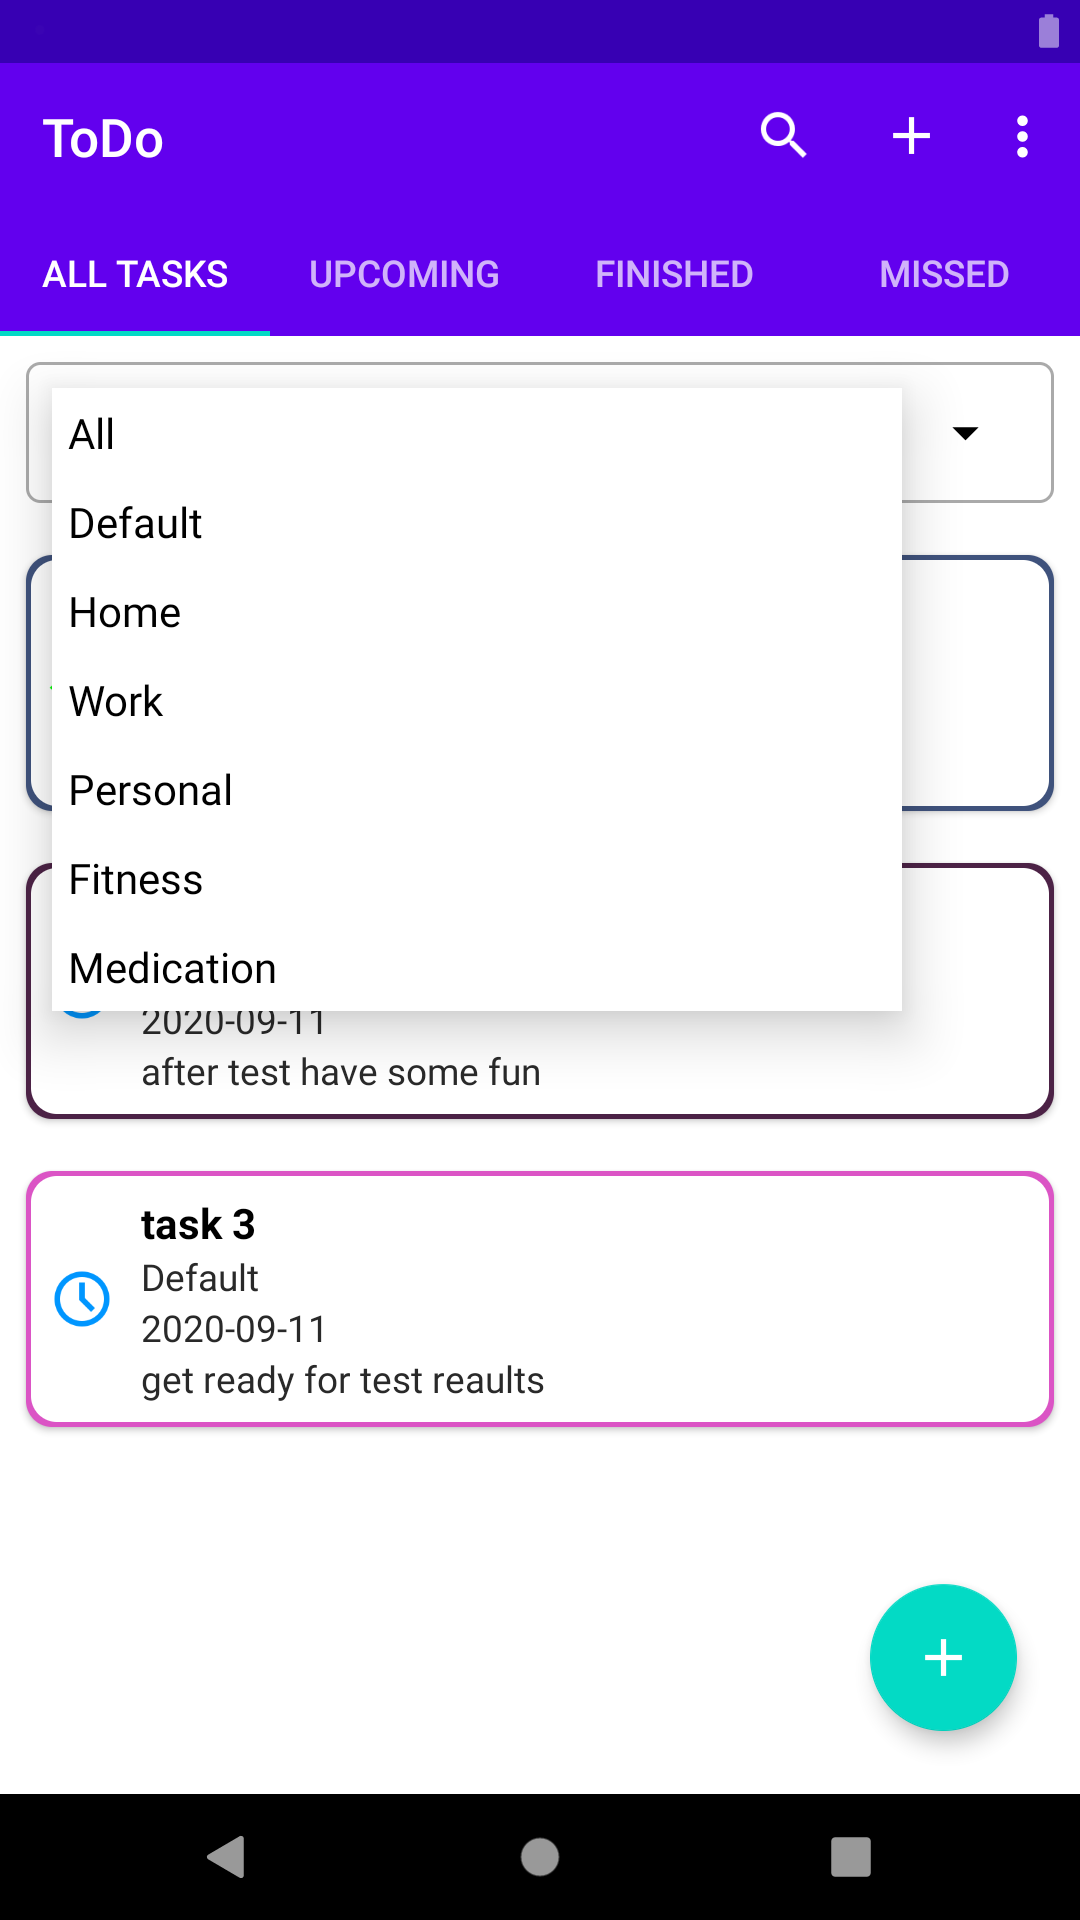 ToDo
ALL TASKS UPCOMING FINISHED MISSED
All
Default
Home
Work
Personal
Fitness
Medication
2020-09-11
after test have some fun
task 3
Default
2020-09-11
get ready for test reaults